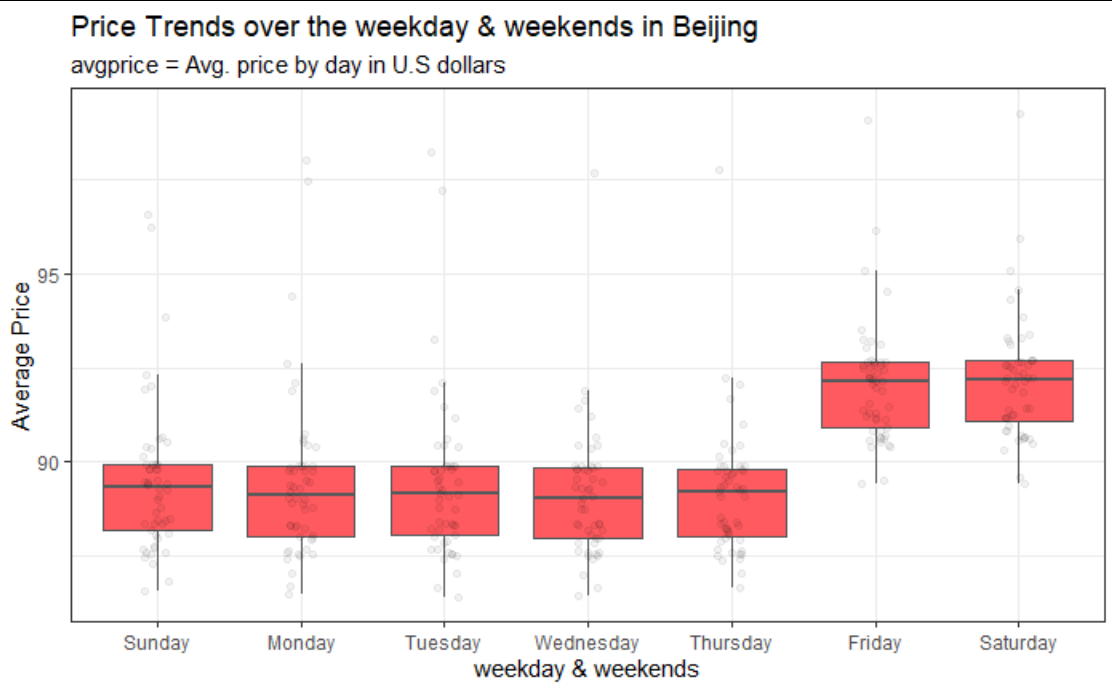 Price Trends over the weekday & weekends in Beijing
avgprice = Avg. price by day in U.S dollars
Average Price
95
90
Sunday Monday Tuesday Wednesday Thursday Friday Saturday
weekday & weekends